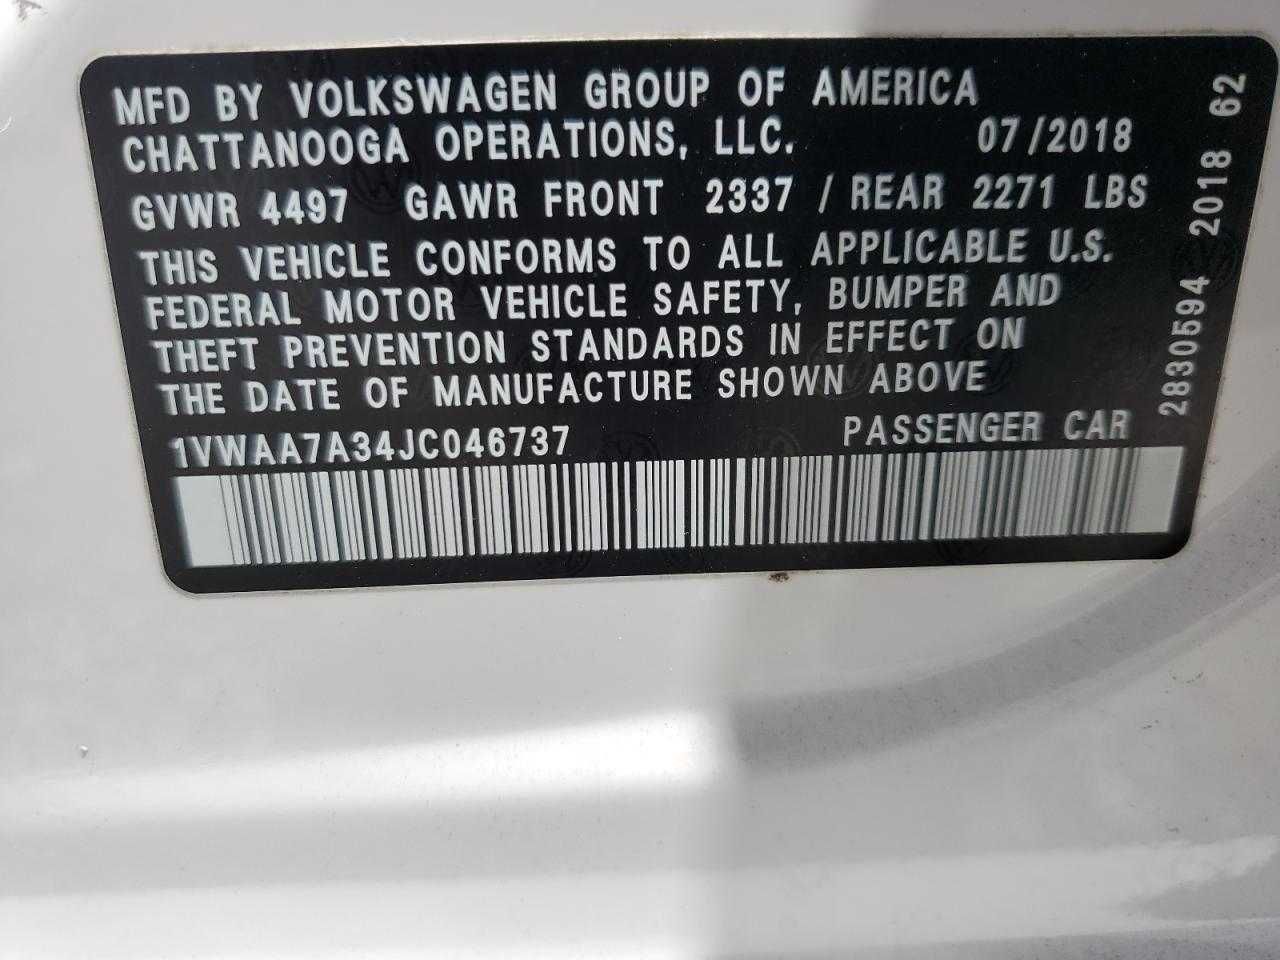 MFD BY VOLKSWAGEN GROUP OF AMERICA
CHATTANOOGA OPERATIONS, LLC. 07/2018
GVWR 4497 GAWR FRONT 2337 / REAR 2271 LBS
THIS VEHICLE CONFORMS TO ALL APPLICABLE U.S.
FEDERAL MOTOR VEHICLE SAFETY, BUMPER AND
THEFT PREVENTION STANDARDS IN EFFECT ON
THE DATE OF MANUFACTURE SHOWN ABOVE
1VWAA7A34JC046737 PASSENGER CAR
2830594 2018 62